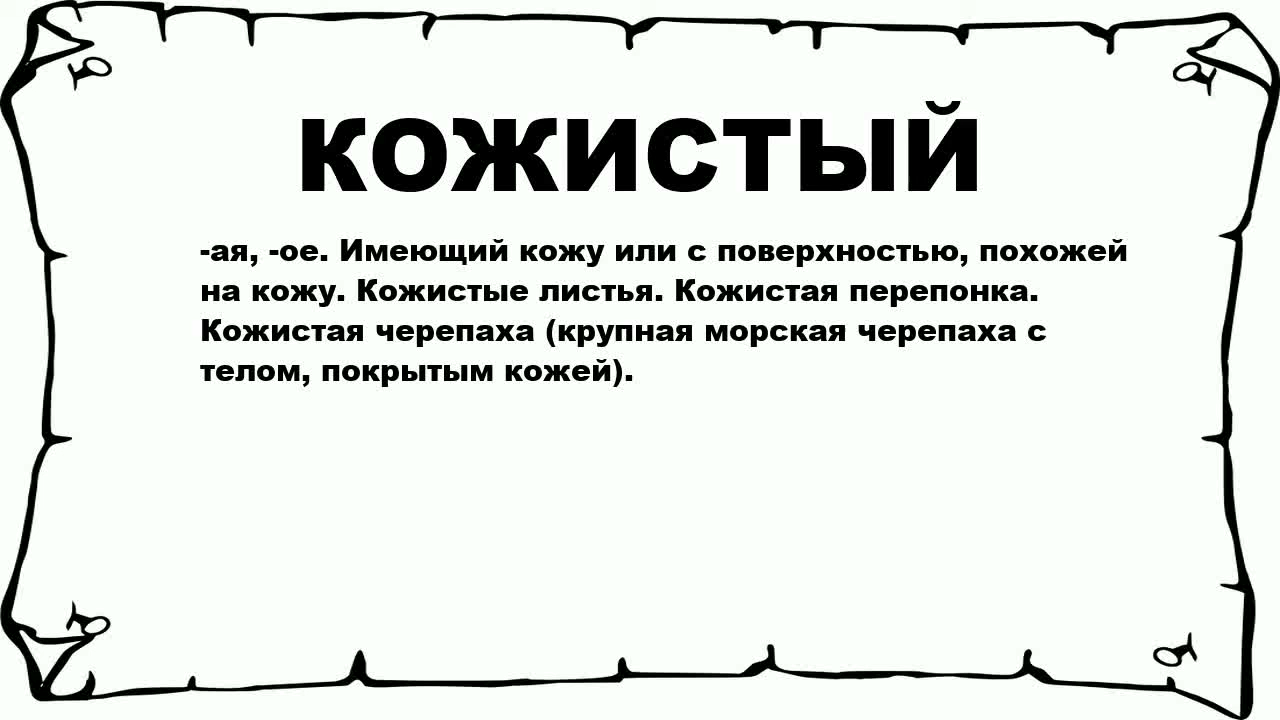 КОЖИСТЫЙ
-ая, -ое. Имеющий кожу или с поверхностью, похожей
на кожу. Кожистые листья. Кожистая перепонка.
Кожистая черепаха (крупная морская черепаха с
телом, покрытым кожей).